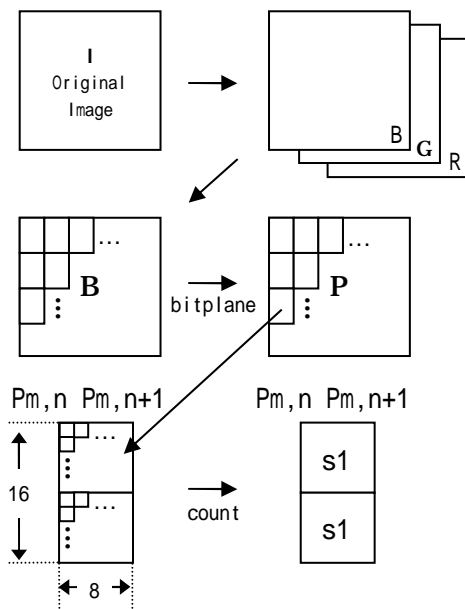 I
Original
Image
B
G
R
...
B
...
bitplane
...
P
...
Pm,n Pm,n+1
Pm,n Pm,n+1
...
...
16
...
...
count
s1
s1
8